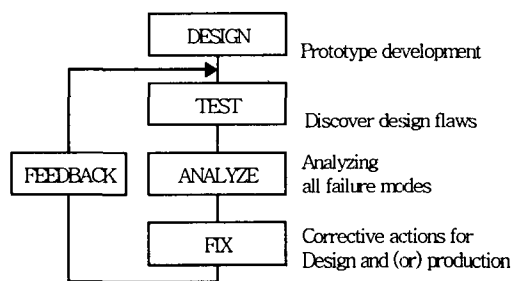 DESIGN
Prototype development
TEST
Discover design flaws
FEEDBACK
ANALYZE
Analyzing
all failure modes
FIX
Corrective actions for
Design and (or) production